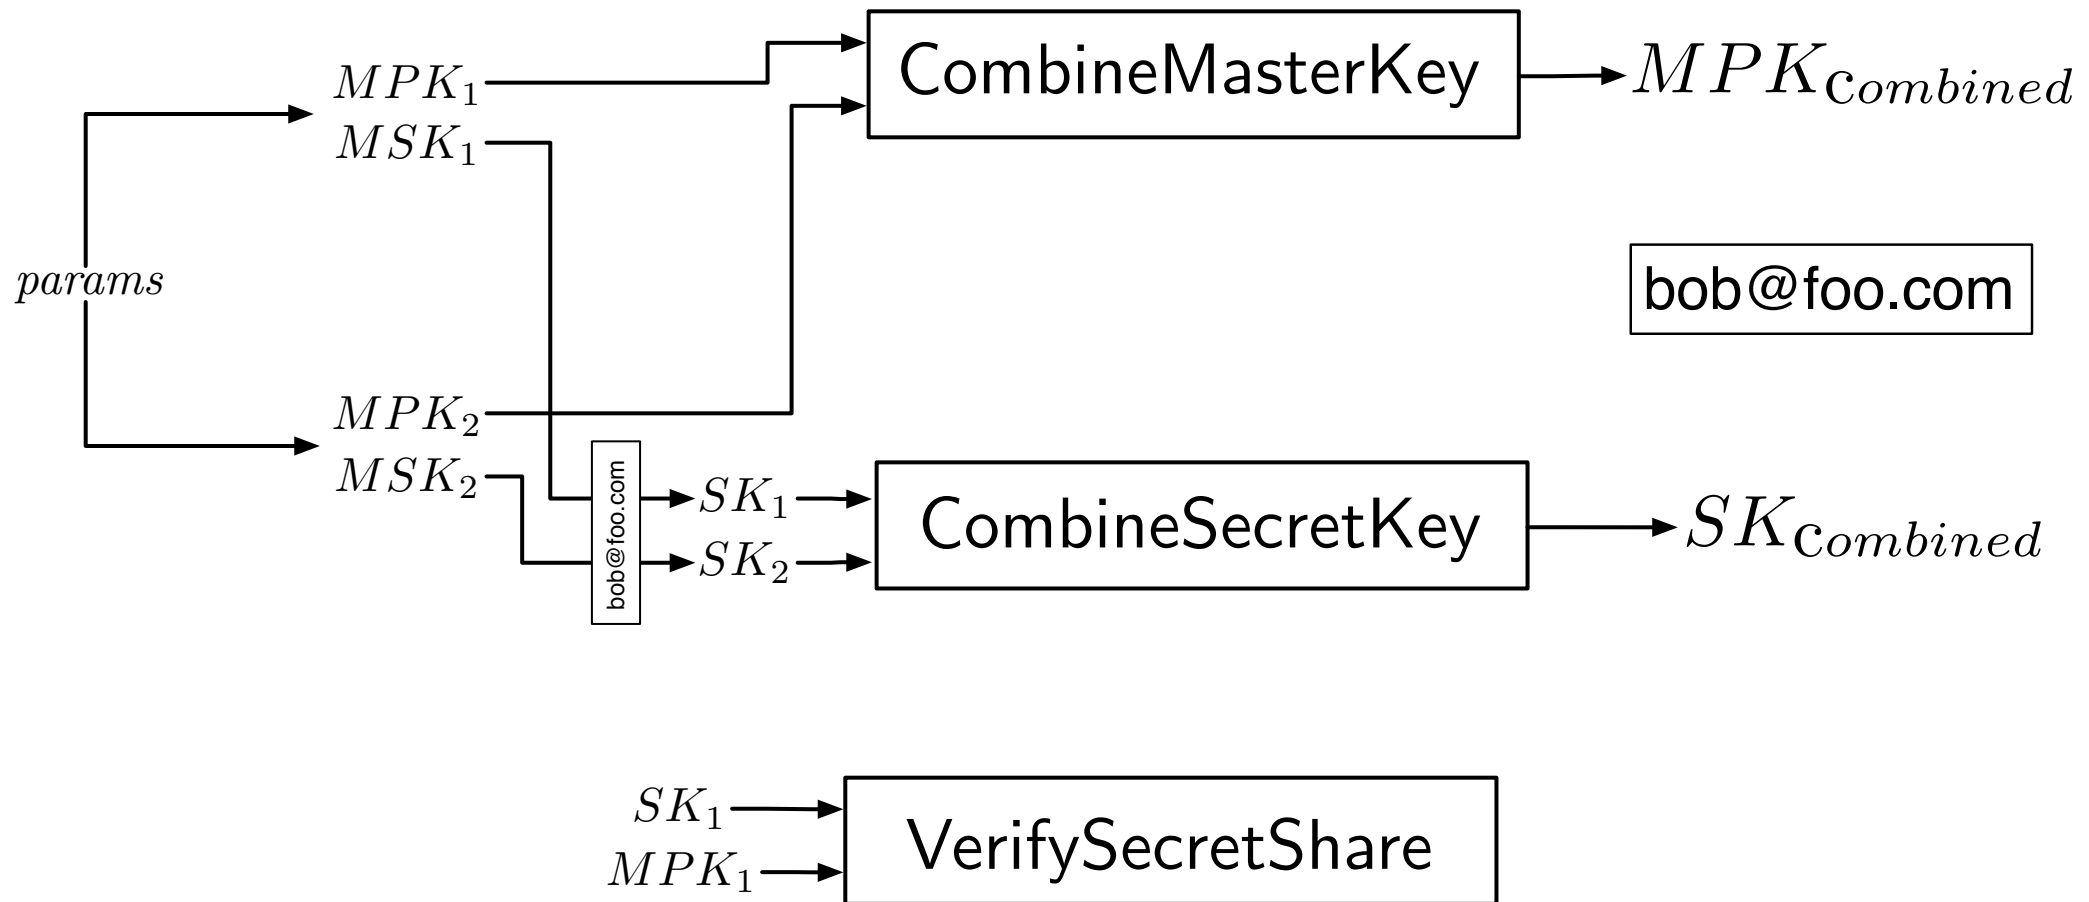 MPK₁
MSK₁
CombineMasterKey
MPK_Combined
params
bob@foo.com
MPK₂
MSK₂
bob@foo.com
SK₁
SK₂
CombineSecretKey
SK_Combined
SK₁
MPK₁
VerifySecretShare